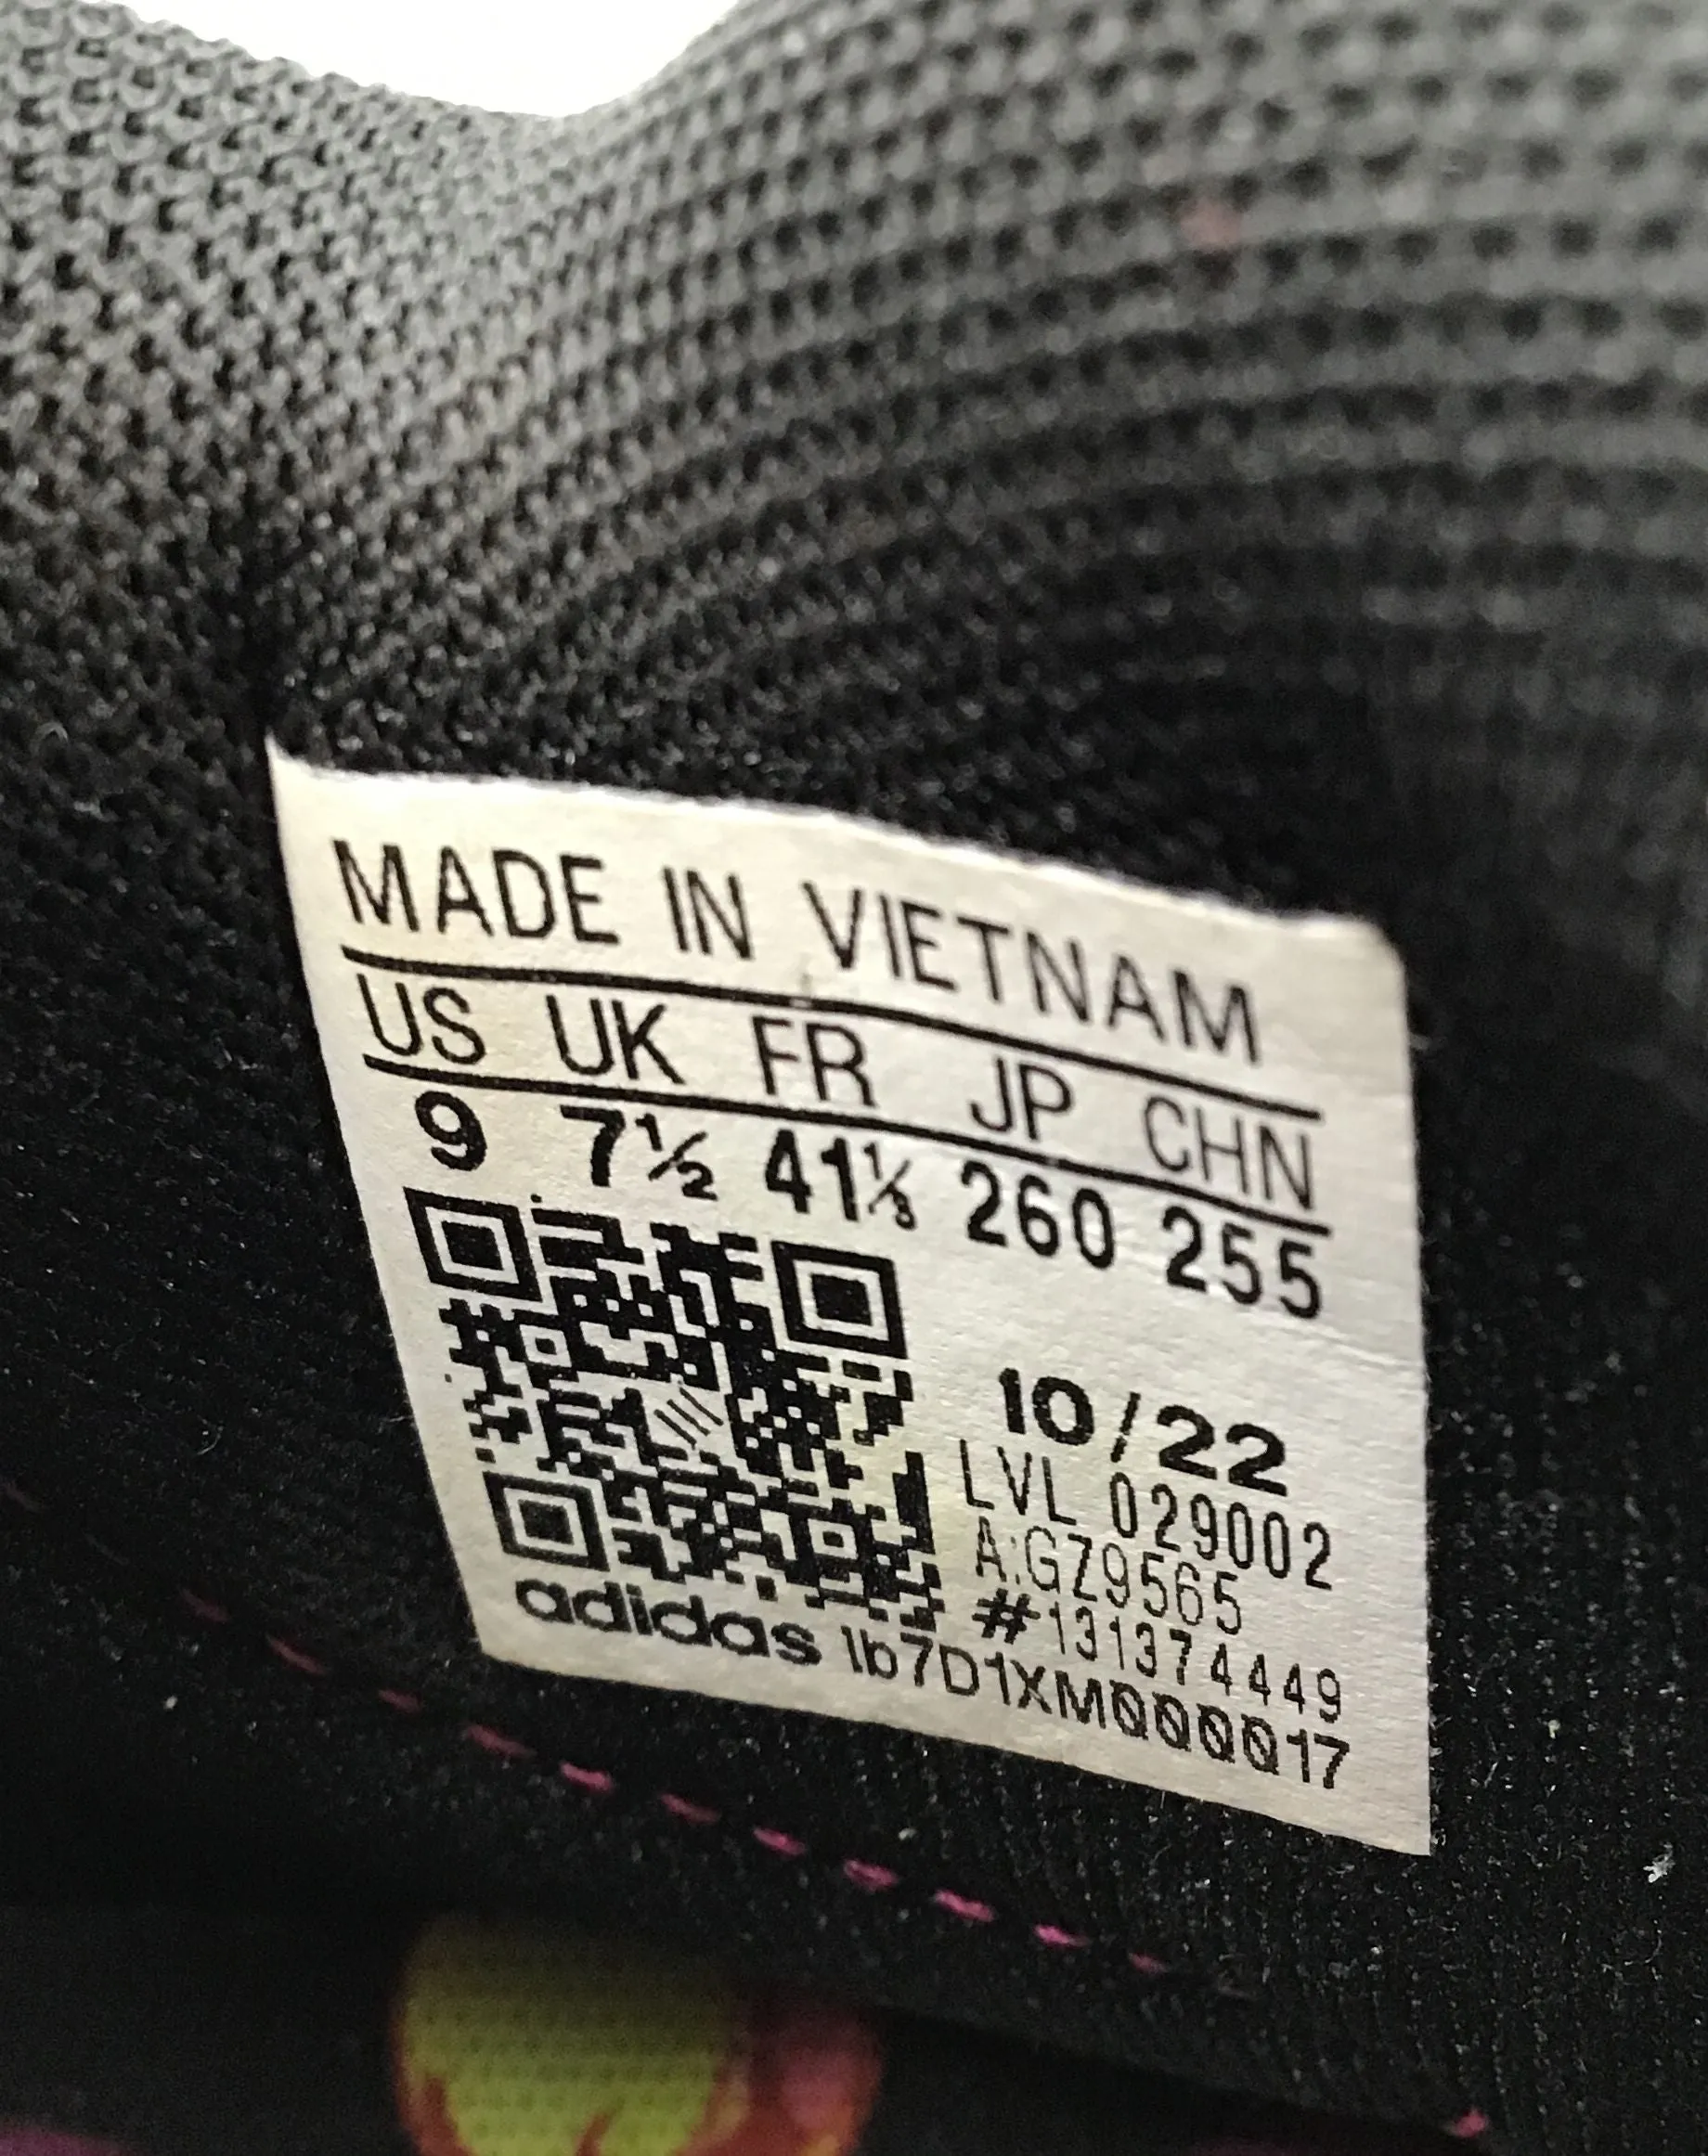 MADE IN VIETNAM
US UK FR JP CHN
9 7½ 41⅓ 260 255
10/22
LVL 029002
A:GZ9565
#131374449
adidas 1b7D1XM000017